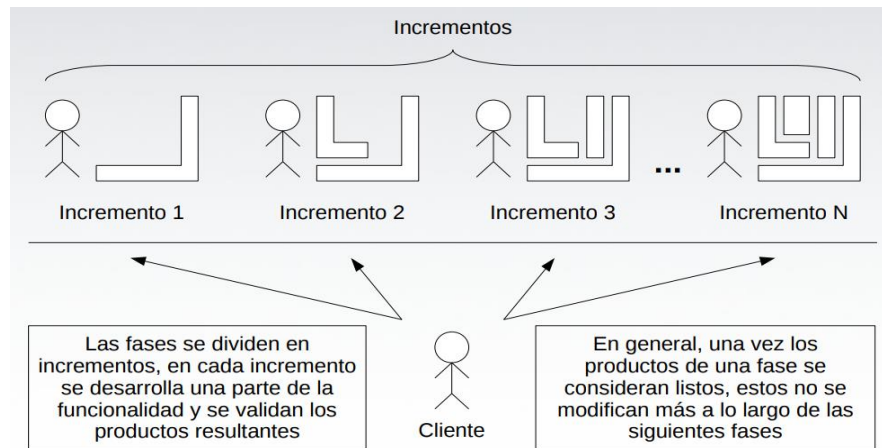 Incrementos
...
Incremento 1
Incremento 2
Incremento 3
Incremento N
Las fases se dividen en
incrementos, en cada incremento
se desarrolla una parte de la
funcionalidad y se validan los
productos resultantes
Cliente
En general, una vez los
productos de una fase se
consideran listos, estos no se
modifican más a lo largo de las
siguientes fases